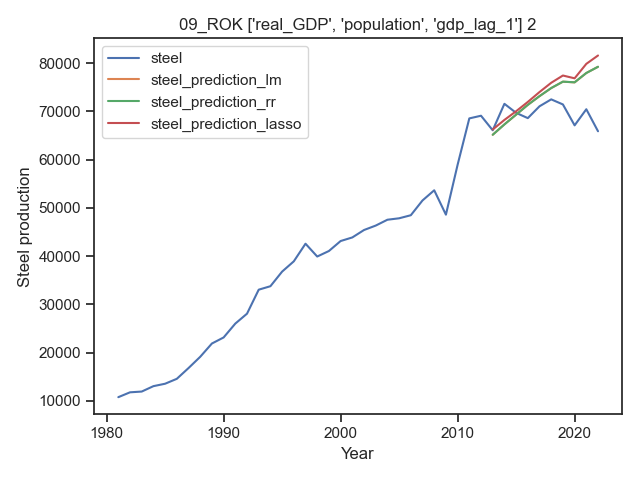 09_ROK ['real_GDP', 'population', 'gdp_lag_1'] 2
steel
steel_prediction_lm
steel_prediction_rr
steel_prediction_lasso
80000
70000
60000
50000
40000
30000
20000
10000
Steel production
1980
1990
2000
2010
2020
Year